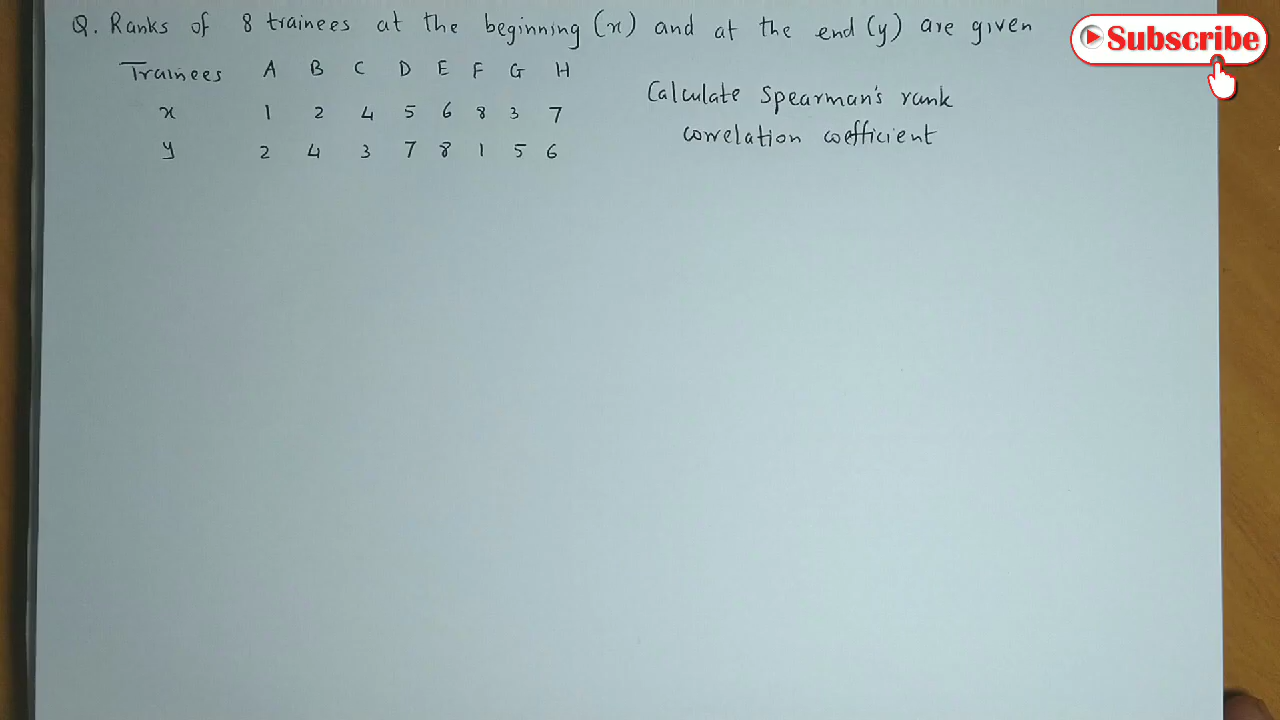 Q. Ranks of 8 trainees at the beginning (x) and at the end (y) are given
Subscribe
Trainees A B C D E F G H
Calculate Spearman's rank
x 1 2 4 5 6 8 3 7
correlation coefficient
y 2 4 3 7 8 1 5 6